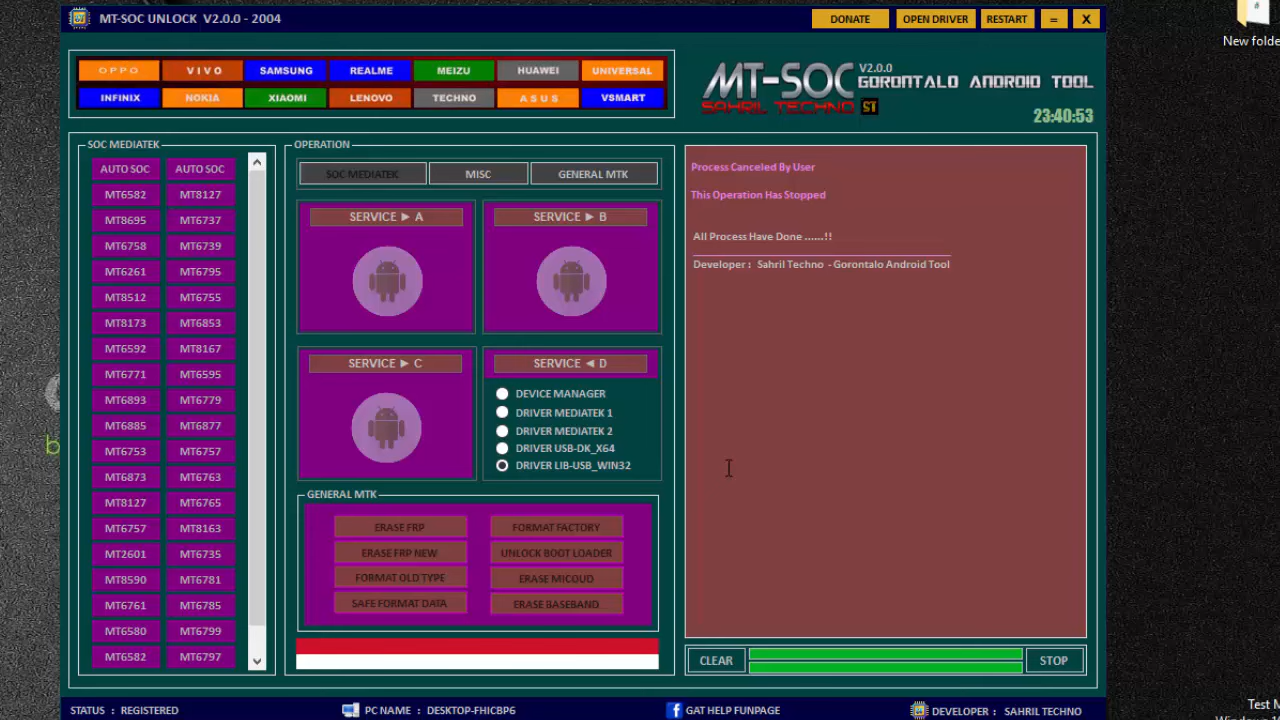 MT-SOC UNLOCK V2.0.0 - 2004
DONATE
OPEN DRIVER
RESTART
=
X
New folde
OPPO
VIVO
SAMSUNG
REALME
MEIZU
HUAWEI
UNIVERSAL
INFINIX
NOKIA
XIAOMI
LENOVO
TECHNO
ASUS
VSMART
MT-SOC
V2.0.0
GORONTALO ANDROID TOOL
SAHRIL TECHNO ST
23:40:53
SOC MEDIATEK
AUTO SOC AUTO SOC
MT6582 MT8127
MT8695 MT6737
MT6758 MT6739
MT6261 MT6795
MT8512 MT6755
MT8173 MT6853
MT6592 MT8167
MT6771 MT6595
MT6893 MT6779
MT6885 MT6877
MT6753 MT6757
MT6873 MT6763
MT8127 MT6765
MT6757 MT8163
MT2601 MT6735
MT8590 MT6781
MT6761 MT6785
MT6580 MT6799
MT6582 MT6797
OPERATION
SOC MEDIATEK
MISC
GENERAL MTK
SERVICE ► A
SERVICE ► B
SERVICE ► C
SERVICE ◄ D
DEVICE MANAGER
DRIVER MEDIATEK 1
DRIVER MEDIATEK 2
DRIVER USB-DK_X64
DRIVER LIB-USB_WIN32
GENERAL MTK
ERASE FRP
FORMAT FACTORY
ERASE FRP NEW
UNLOCK BOOT LOADER
FORMAT OLD TYPE
ERASE MICOUD
SAFE FORMAT DATA
ERASE BASEBAND
Process Canceled By User
This Operation Has Stopped
All Process Have Done ......!!
Developer : Sahril Techno - Gorontalo Android Tool
CLEAR
STOP
STATUS : REGISTERED
PC NAME : DESKTOP-FHICBP6
GAT HELP FUNPAGE
DEVELOPER : SAHRIL TECHNO
Test M